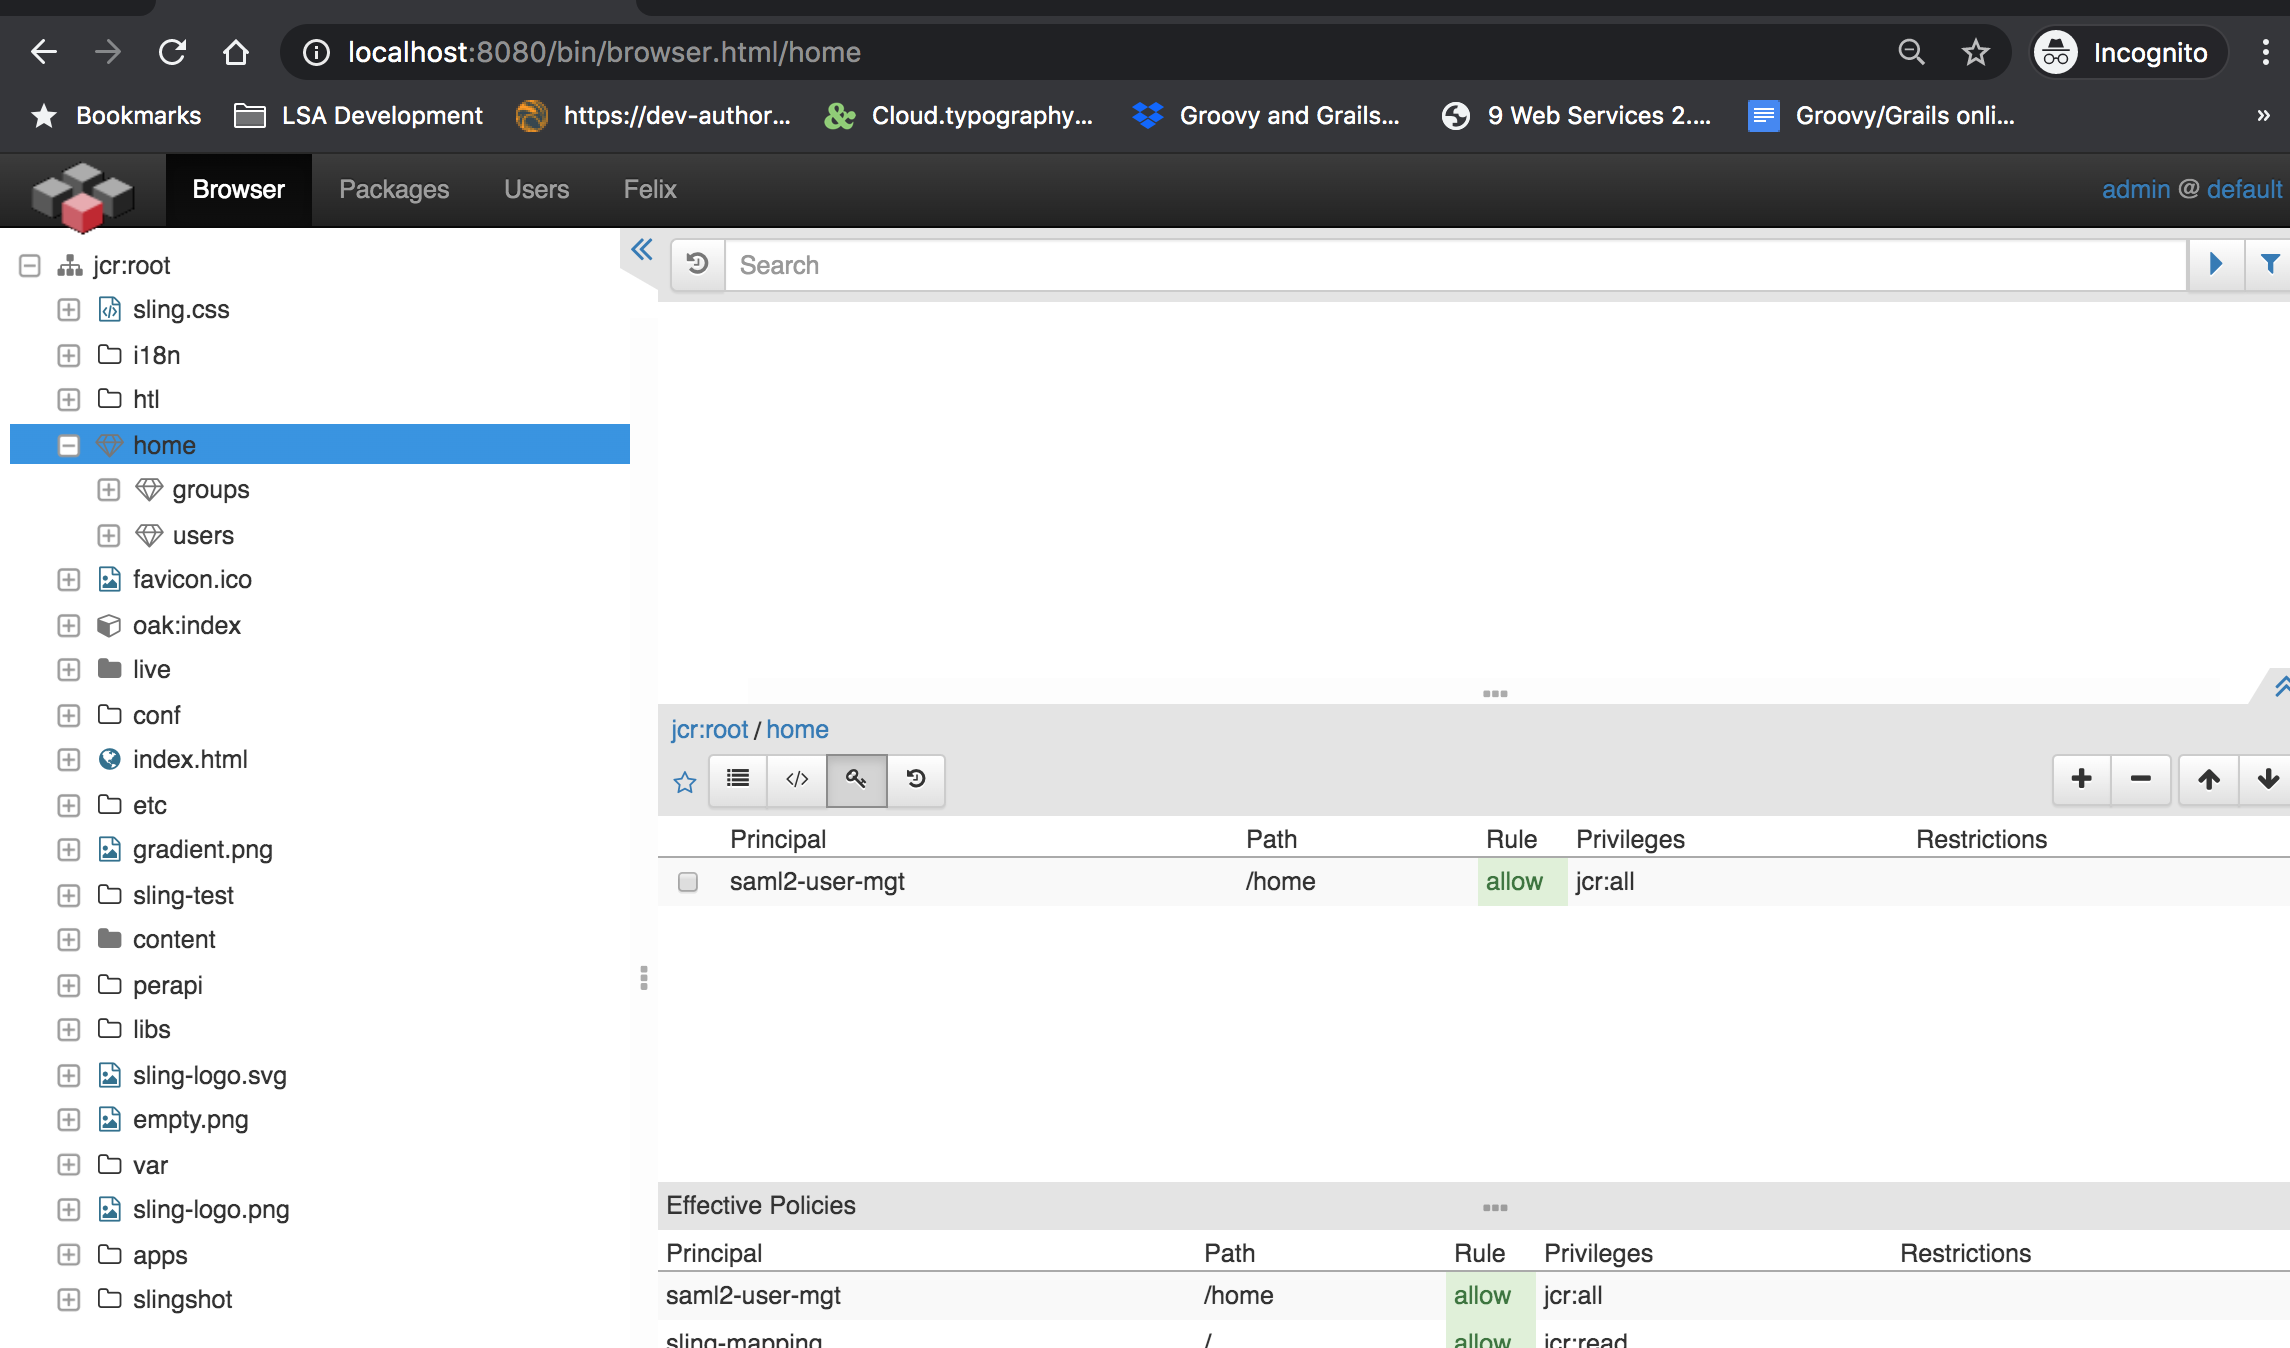 localhost:8080/bin/browser.html/home
Incognito
Bookmarks LSA Development https://dev-author... Cloud.typography... Groovy and Grails... 9 Web Services 2.... Groovy/Grails onli... »
Browser Packages Users Felix admin @ default
jcr:root
sling.css
i18n
htl
home
groups
users
favicon.ico
oak:index
live
conf
index.html
etc
gradient.png
sling-test
content
perapi
libs
sling-logo.svg
empty.png
var
sling-logo.png
apps
slingshot
Search
jcr:root / home
Principal Path Rule Privileges Restrictions
saml2-user-mgt /home allow jcr:all
Effective Policies
Principal Path Rule Privileges Restrictions
saml2-user-mgt /home allow jcr:all
sling-mapping / allow jcr:read